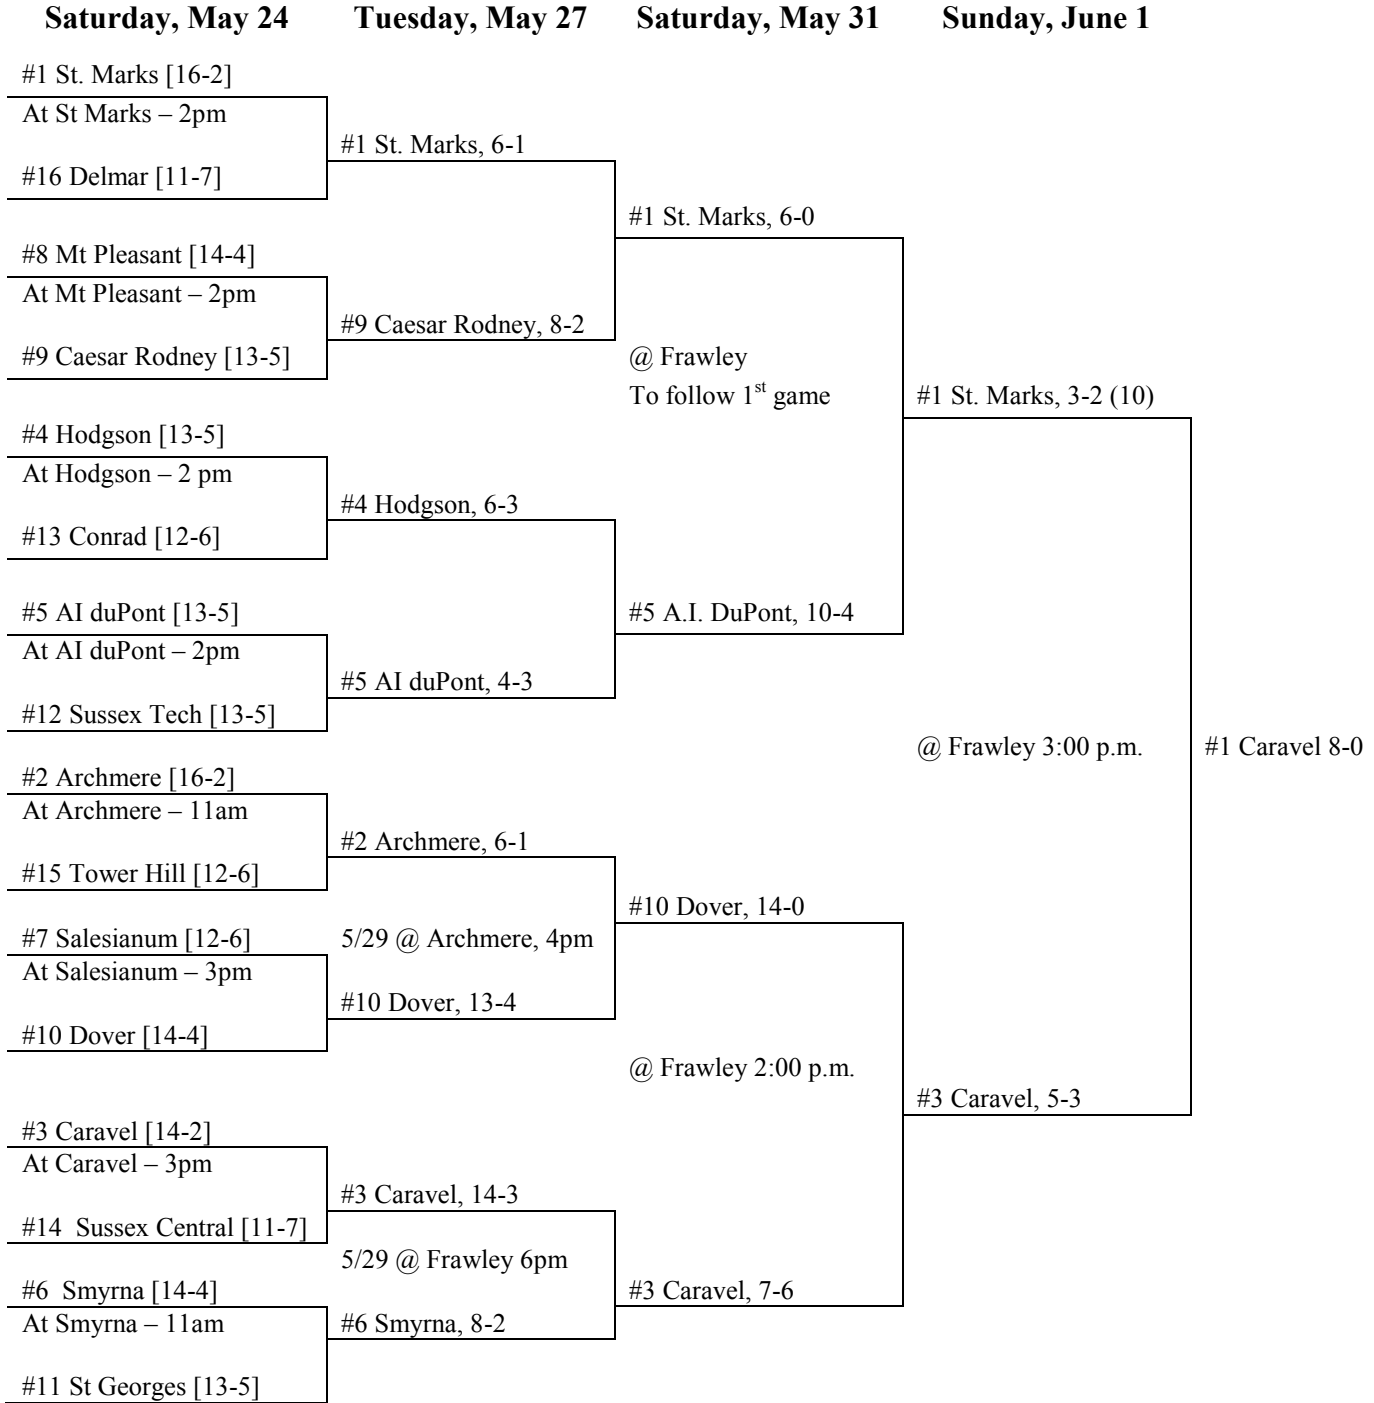 Saturday, May 24 Tuesday, May 27 Saturday, May 31 Sunday, June 1
#1 St. Marks [16-2]
At St Marks – 2pm
#16 Delmar [11-7]
#8 Mt Pleasant [14-4]
At Mt Pleasant – 2pm
#9 Caesar Rodney [13-5]
#4 Hodgson [13-5]
At Hodgson – 2 pm
#13 Conrad [12-6]
#5 AI duPont [13-5]
At AI duPont – 2pm
#12 Sussex Tech [13-5]
#2 Archmere [16-2]
At Archmere – 11am
#15 Tower Hill [12-6]
#7 Salesianum [12-6]
At Salesianum – 3pm
#10 Dover [14-4]
#3 Caravel [14-2]
At Caravel – 3pm
#14  Sussex Central [11-7]
#6  Smyrna [14-4]
At Smyrna – 11am
#11 St Georges [13-5]
#1 St. Marks, 6-1
#9 Caesar Rodney, 8-2
#4 Hodgson, 6-3
#5 AI duPont, 4-3
#2 Archmere, 6-1
5/29 @ Archmere, 4pm
#10 Dover, 13-4
#3 Caravel, 14-3
5/29 @ Frawley 6pm
#6 Smyrna, 8-2
#1 St. Marks, 6-0
@ Frawley
To follow 1st game
#5 A.I. DuPont, 10-4
#10 Dover, 14-0
@ Frawley 2:00 p.m.
#3 Caravel, 7-6
#1 St. Marks, 3-2 (10)
@ Frawley 3:00 p.m.
#3 Caravel, 5-3
#1 Caravel 8-0